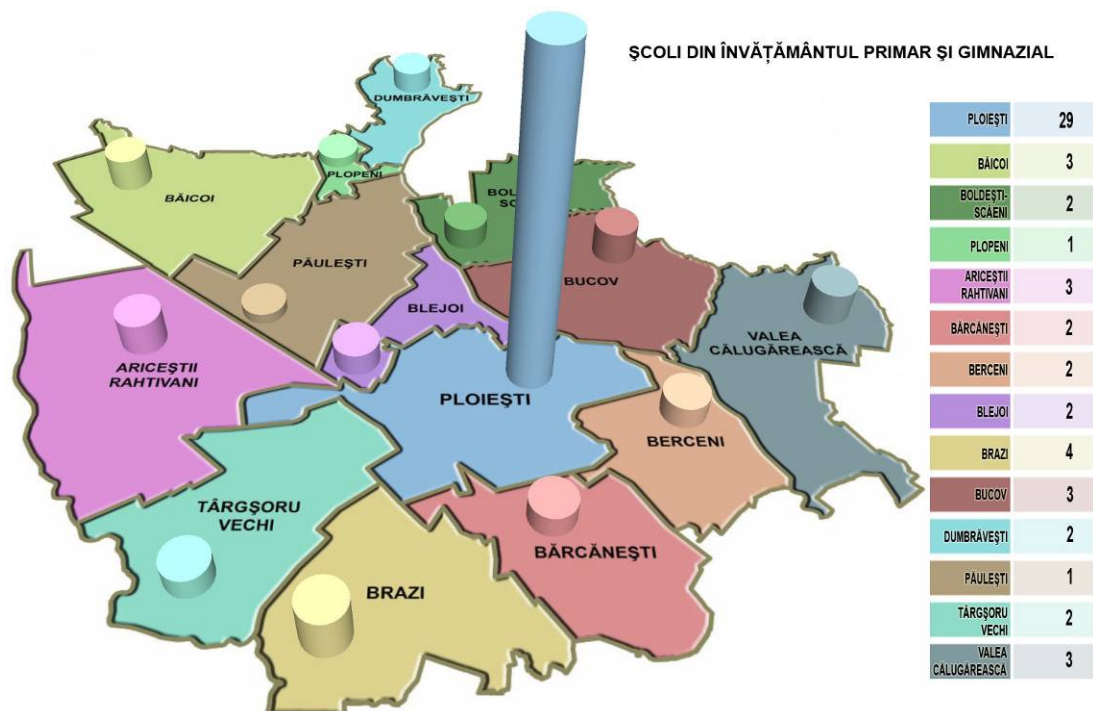 ŞCOLI DIN ÎNVĂȚĂMÂNTUL PRIMAR ŞI GIMNAZIAL
DUMBRĂVEŞTI
PLOPENI
BĂICOI
PĂULEŞTI
BUCOV
BLEJOI
VALEA
CĂLUGĂREASCĂ
ARICEŞTII
RAHTIVANI
PLOIEŞTI
BERCENI
TÂRGŞORU
VECHI
BĂRCĂNEŞTI
BRAZI
PLOIEŞTI 29
BĂICOI 3
BOLDEŞTI-
SCĂENI 2
PLOPENI 1
ARICEŞTII
RAHTIVANI 3
BĂRCĂNEŞTI 2
BERCENI 2
BLEJOI 2
BRAZI 4
BUCOV 3
DUMBRĂVEŞTI 2
PĂULEŞTI 1
TÂRGŞORU
VECHI 2
VALEA
CĂLUGĂREASCĂ 3